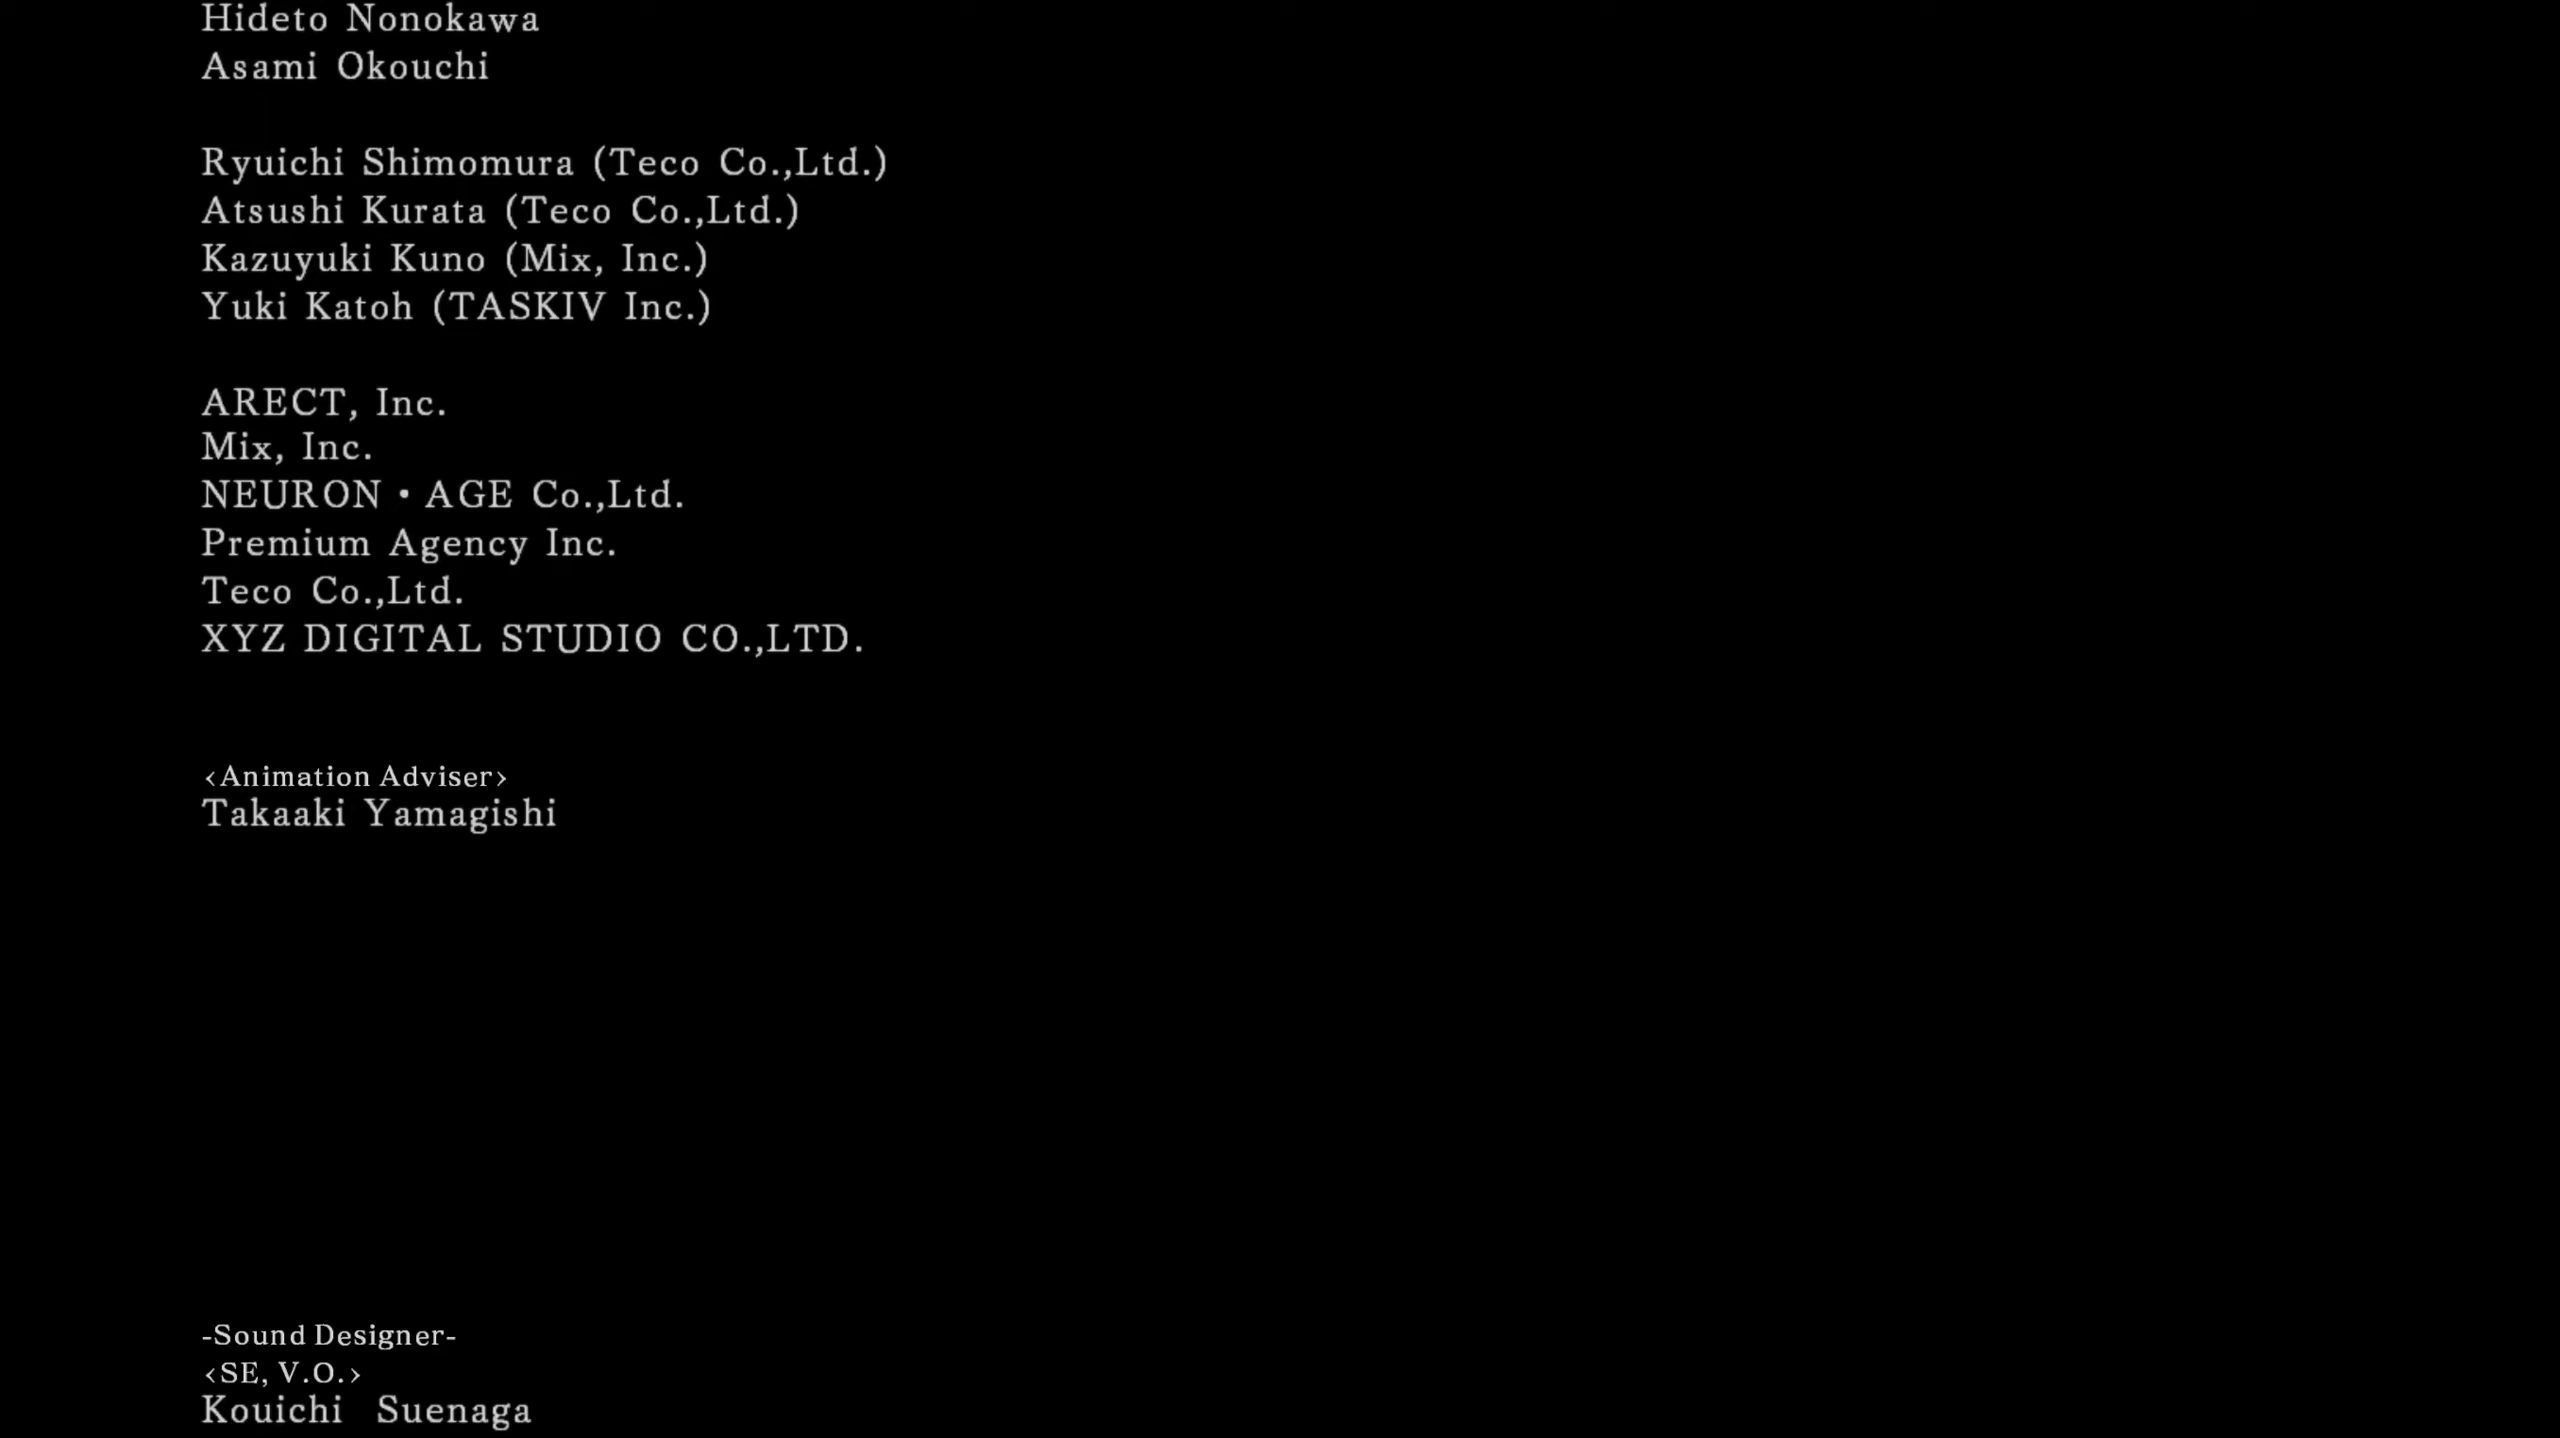 Hideto Nonokawa
Asami Okouchi
Ryuichi Shimomura (Teco Co.,Ltd.)
Atsushi Kurata (Teco Co.,Ltd.)
Kazuyuki Kuno (Mix, Inc.)
Yuki Katoh (TASKIV Inc.)
ARECT, Inc.
Mix, Inc.
NEURON・AGE Co.,Ltd.
Premium Agency Inc.
Teco Co.,Ltd.
XYZ DIGITAL STUDIO CO.,LTD.
<Animation Adviser>
Takaaki Yamagishi
-Sound Designer-
<SE, V.O.>
Kouichi Suenaga